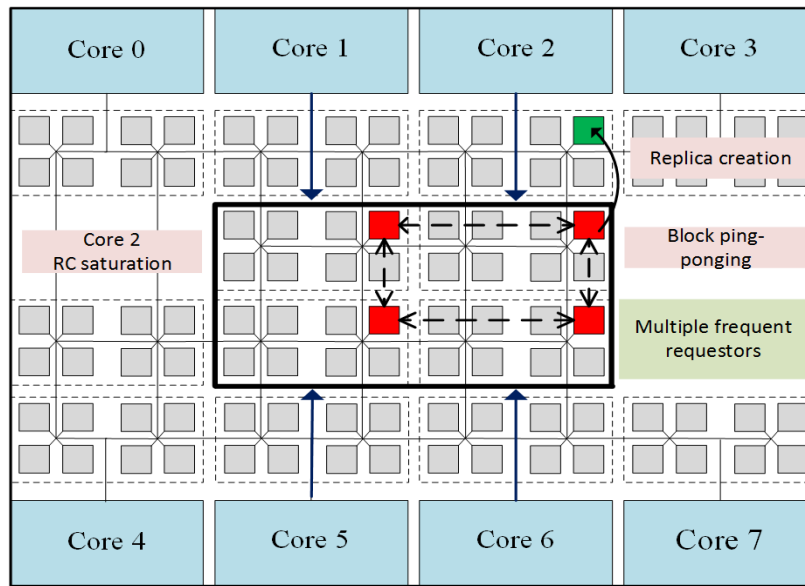 Core 0
Core 1
Core 2
Core 3
Replica creation
Core 2
RC saturation
Block ping-
ponging
Multiple frequent
requestors
Core 4
Core 5
Core 6
Core 7